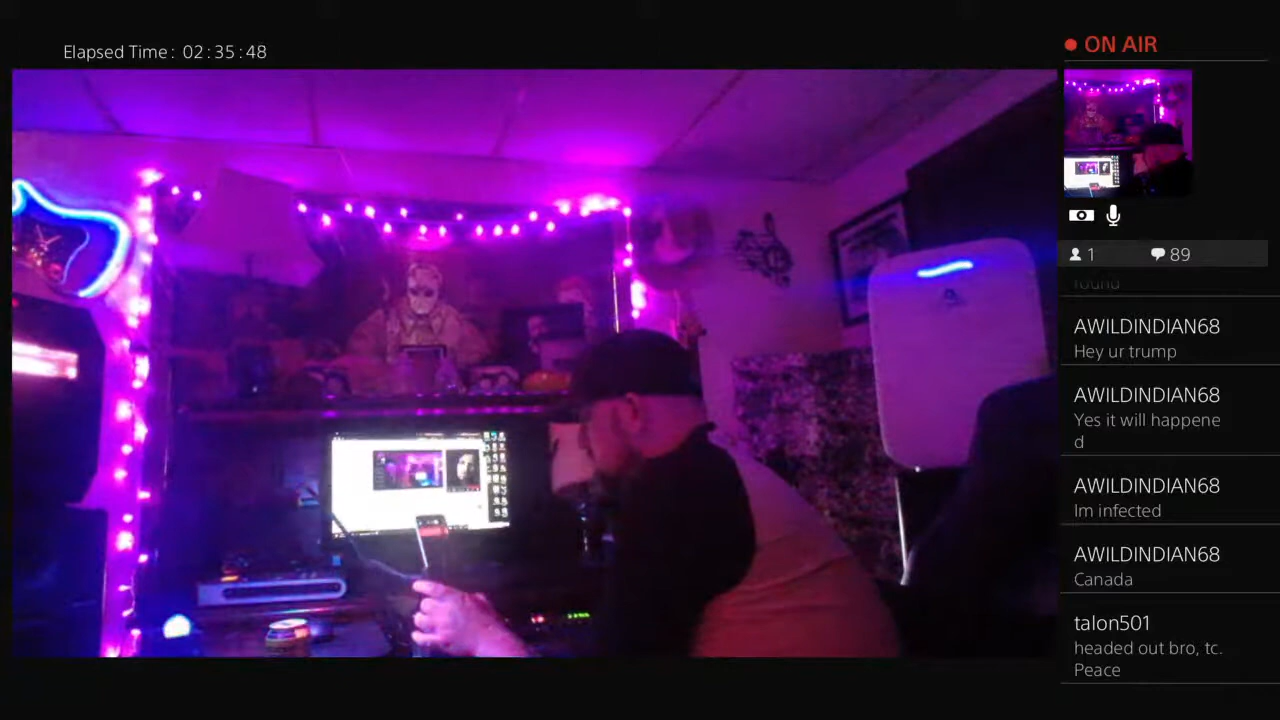 Elapsed Time: 02:35:48
ON AIR
1 89
found
AWILDINDIAN68
Hey ur trump
AWILDINDIAN68
Yes it will happene
d
AWILDINDIAN68
Im infected
AWILDINDIAN68
Canada
talon501
headed out bro, tc.
Peace